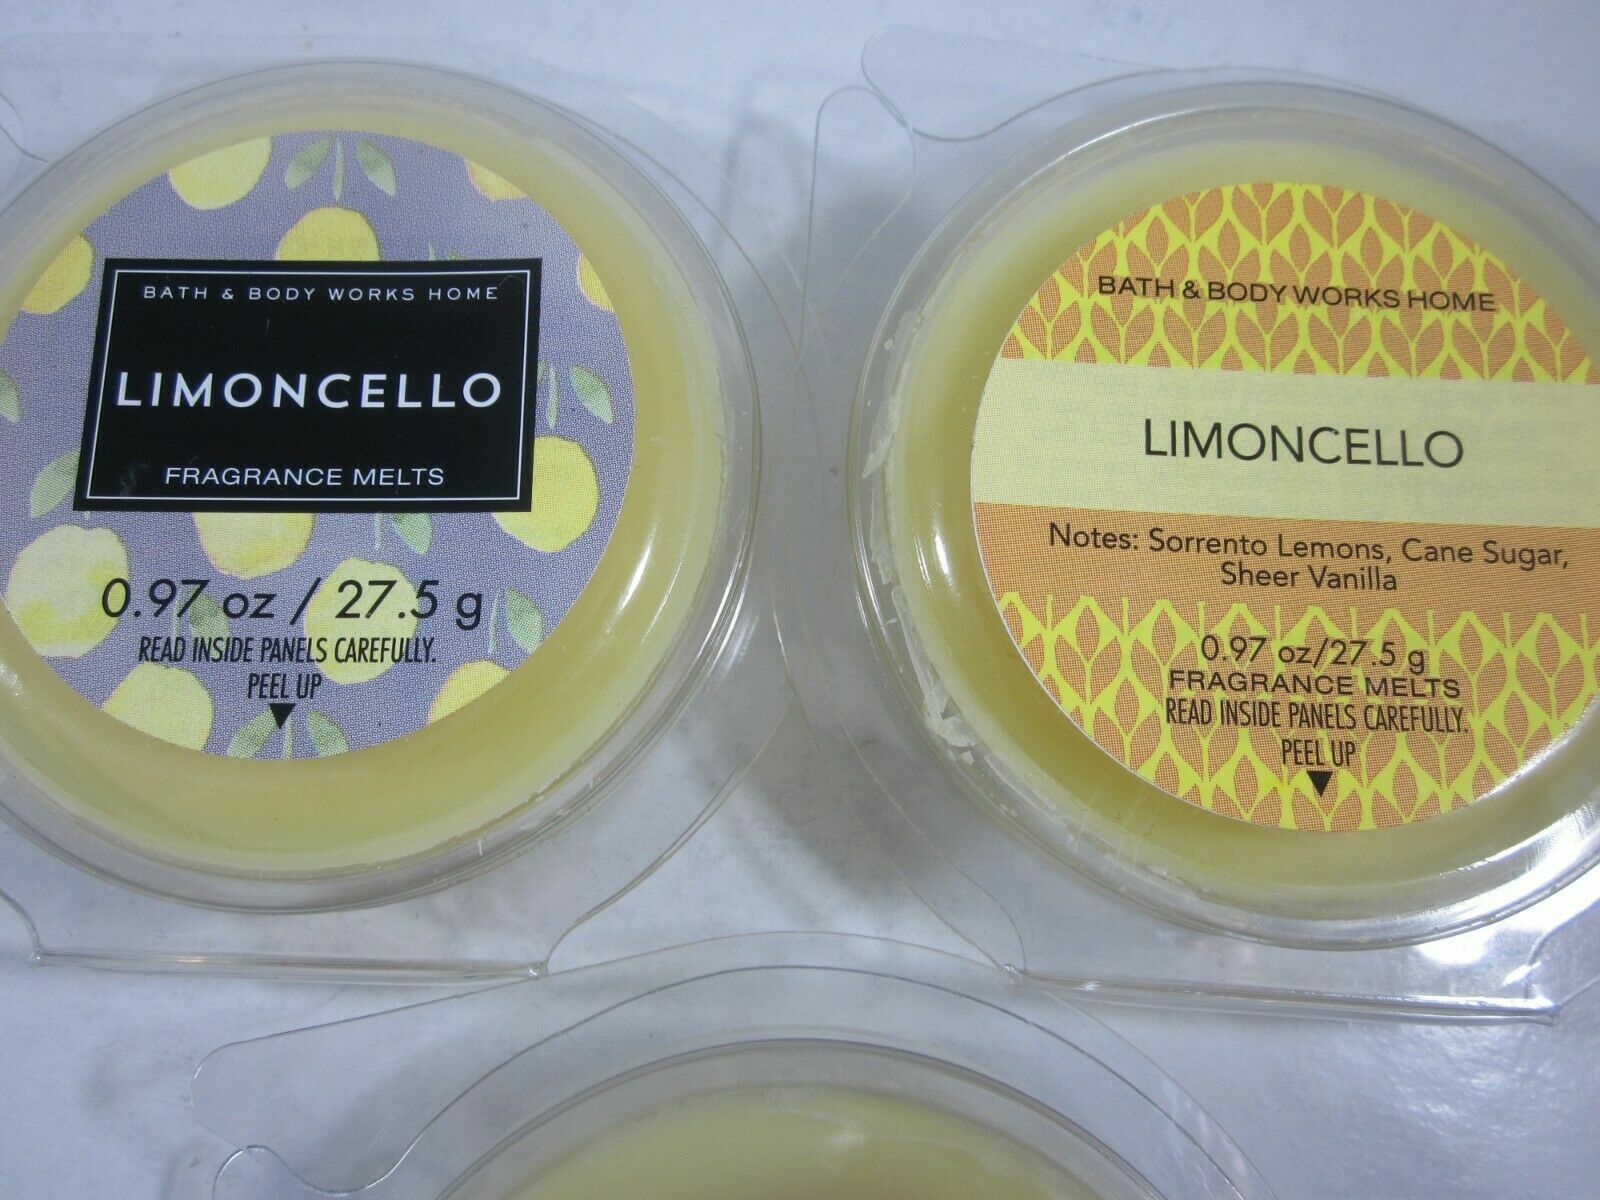 BATH & BODY WORKS HOME
LIMONCELLO
FRAGRANCE MELTS
0.97 oz / 27.5 g
READ INSIDE PANELS CAREFULLY.
PEEL UP
BATH & BODY WORKS HOME
LIMONCELLO
Notes: Sorrento Lemons, Cane Sugar,
Sheer Vanilla
0.97 oz/27.5 g
FRAGRANCE MELTS
READ INSIDE PANELS CAREFULLY.
PEEL UP